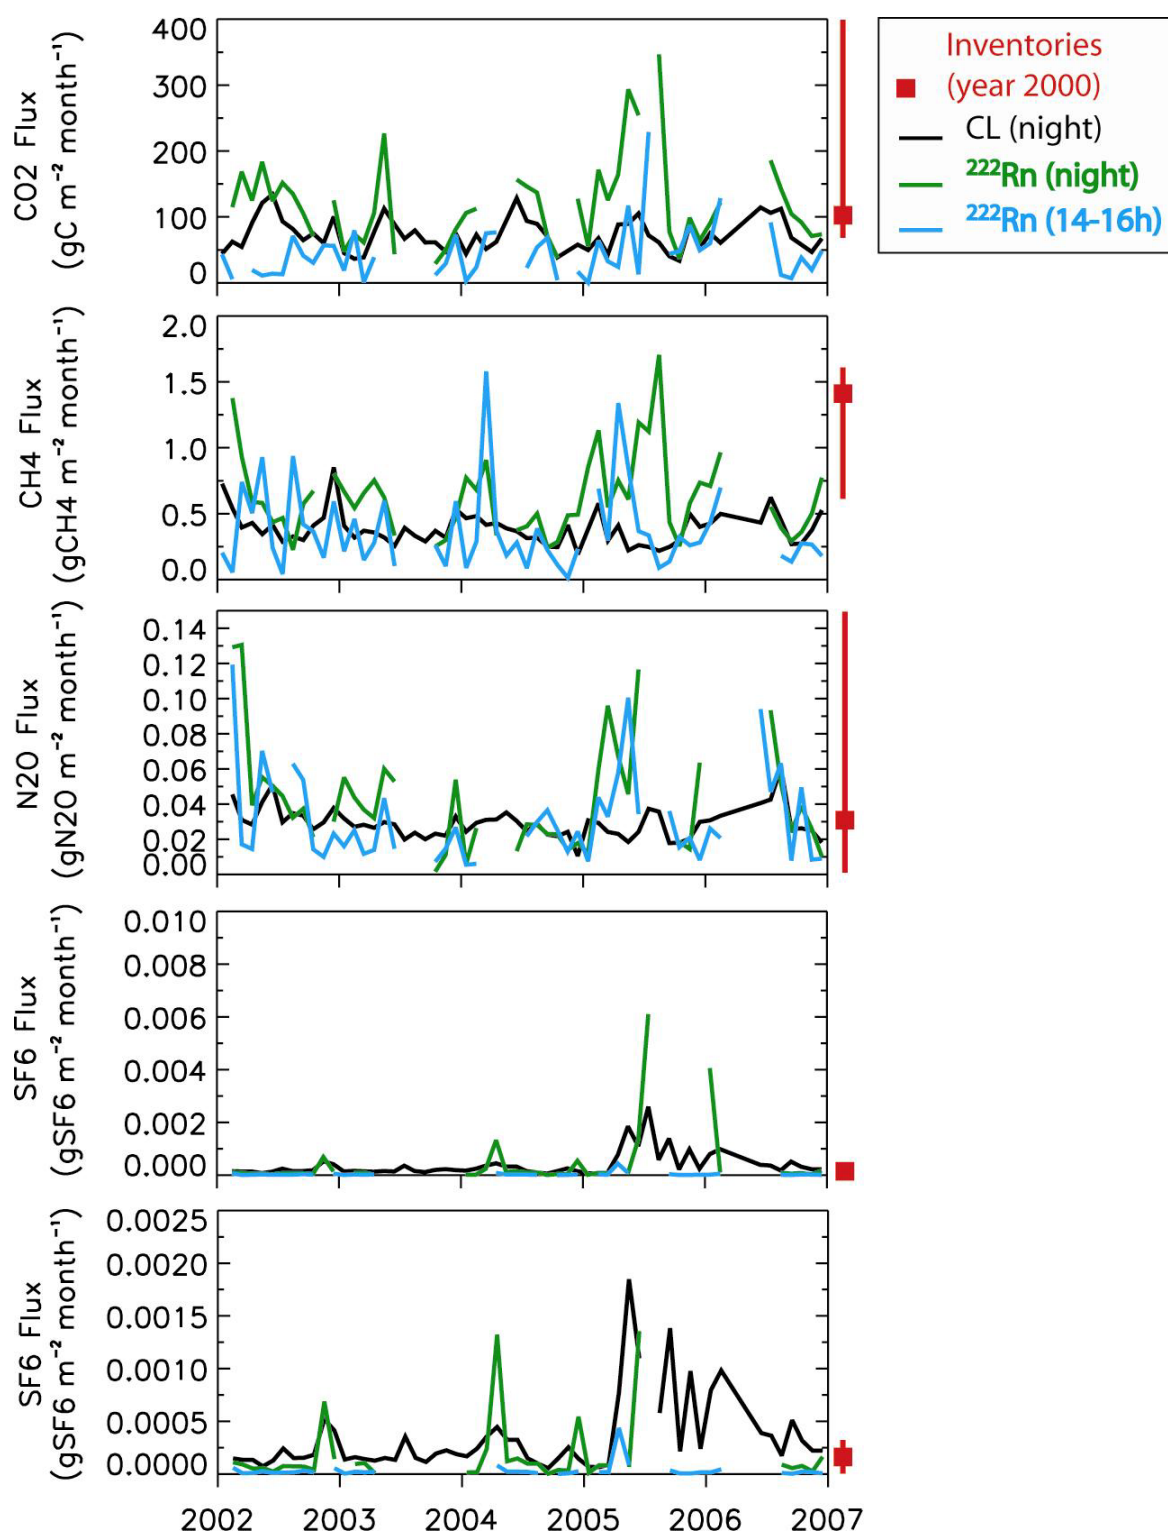 Inventories
(year 2000)
CL (night)
²²²Rn (night)
²²²Rn (14-16h)
CO2 Flux
(gC m⁻² month⁻¹)
400
300
200
100
0
CH4 Flux
(gCH4 m⁻² month⁻¹)
2.0
1.5
1.0
0.5
0.0
N2O Flux
(gN2O m⁻² month⁻¹)
0.14
0.12
0.10
0.08
0.06
0.04
0.02
0.00
SF6 Flux
(gSF6 m⁻² month⁻¹)
0.010
0.008
0.006
0.004
0.002
0.000
SF6 Flux
(gSF6 m⁻² month⁻¹)
0.0025
0.0020
0.0015
0.0010
0.0005
0.0000
2002 2003 2004 2005 2006 2007